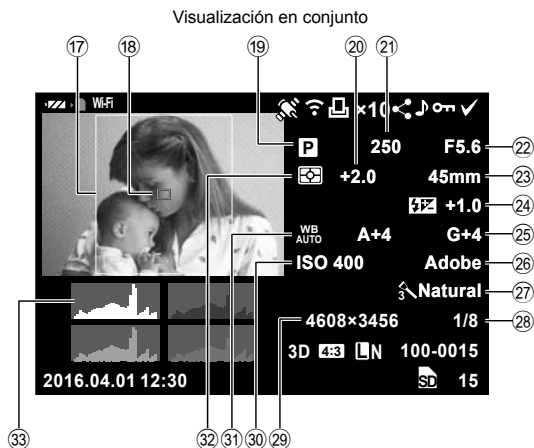 Visualización en conjunto
⑰ ⑱ ⑲ ⑳ ㉑
Wi-Fi ×10
P 250 F5.6 ㉒
+2.0 45mm ㉓
+1.0 ㉔
WB AUTO A+4 G+4 ㉕
ISO 400 Adobe ㉖
3 Natural ㉗
4608×3456 1/8 ㉘
3D 4:3 L N 100-0015
2016.04.01 12:30 SD 15
㉝ ㉜ ㉛ ㉚ ㉙